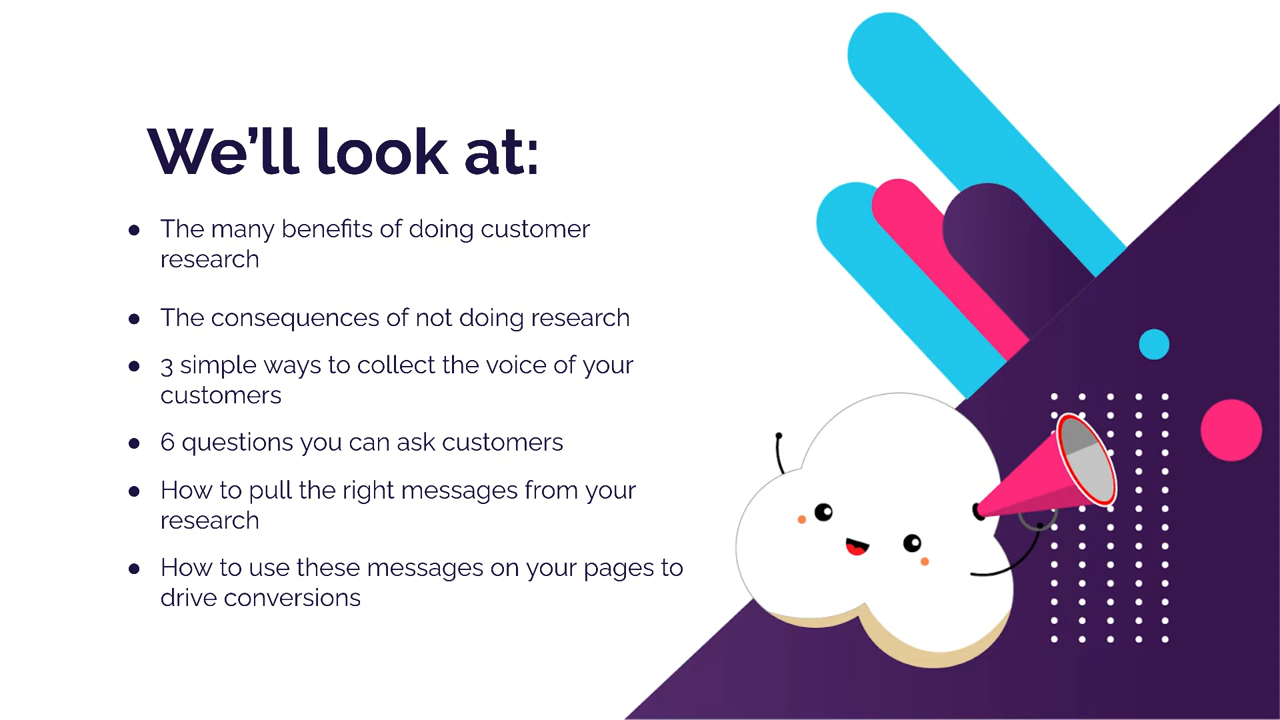 We’ll look at:
● The many benefits of doing customer
research
● The consequences of not doing research
● 3 simple ways to collect the voice of your
customers
● 6 questions you can ask customers
● How to pull the right messages from your
research
● How to use these messages on your pages to
drive conversions